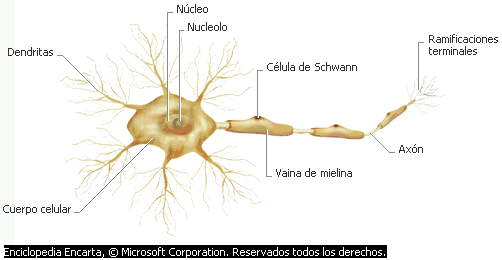 Núcleo
Nucleolo
Dendritas
Célula de Schwann
Ramificaciones
terminales
Axón
Vaina de mielina
Cuerpo celular
Enciclopedia Encarta, © Microsoft Corporation. Reservados todos los derechos.